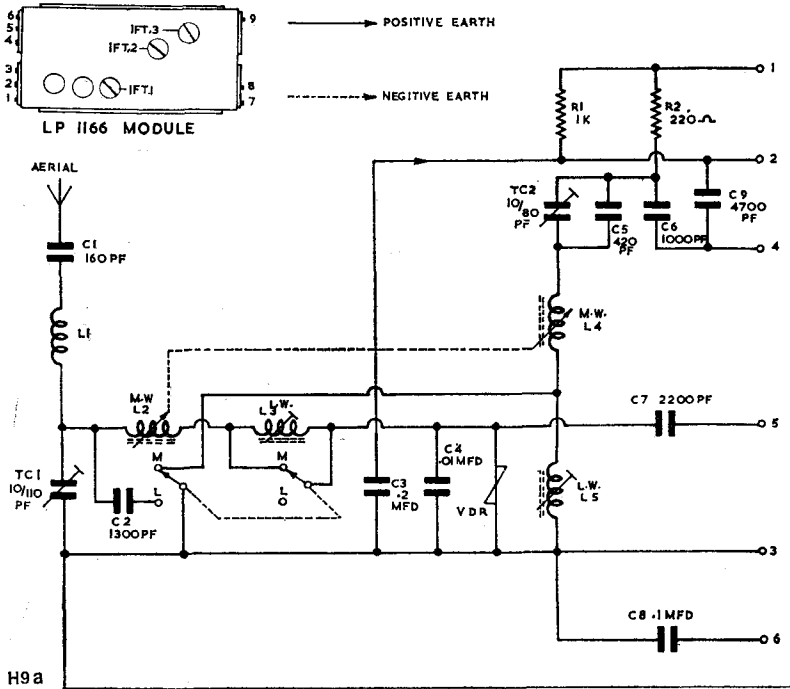 6
5
4
3
2
1
IFT.3
IFT.2
IFT.1
9
8
7
LP 1166 MODULE
POSITIVE EARTH
NEGITIVE EARTH
AERIAL
C1
160 PF
L1
TC1
10/110
PF
M.W
L2
C2
1300PF
M
L
L.W.
L3
M
L
C3
.2
MFD
C4
.01MFD
VDR
R1
1K
R2
220Ω
TC2
10/80
PF
C5
420
PF
C6
1000PF
C9
4700
PF
M.W.
L4
C7 2200PF
L.W.
L5
C8 .1MFD
1
2
4
5
3
6
H9a